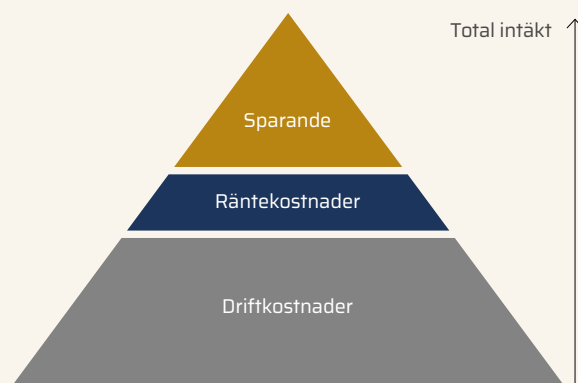 Total intäkt
Sparande
Räntekostnader
Driftkostnader